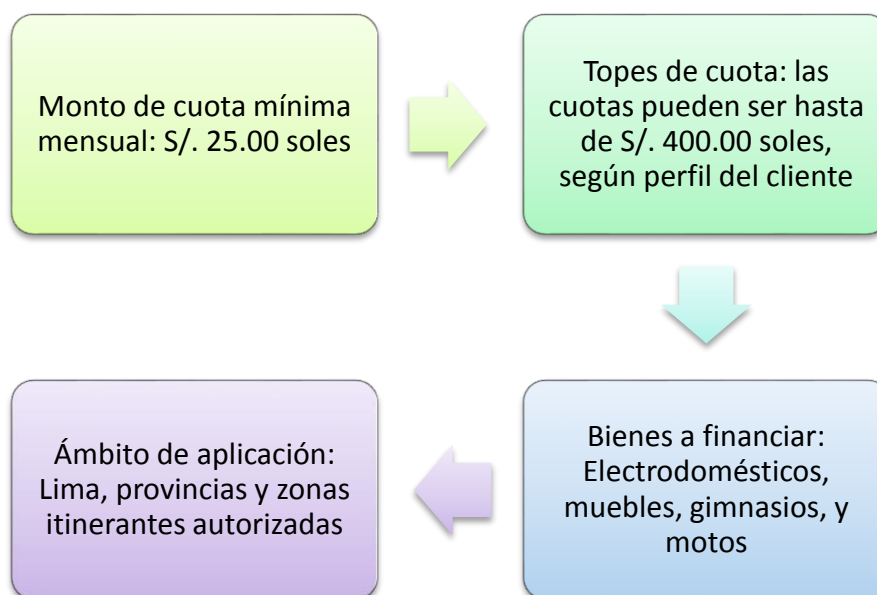 Monto de cuota mínima
mensual: S/. 25.00 soles
Topes de cuota: las
cuotas pueden ser hasta
de S/. 400.00 soles,
según perfil del cliente
Bienes a financiar:
Electrodomésticos,
muebles, gimnasios, y
motos
Ámbito de aplicación:
Lima, provincias y zonas
itinerantes autorizadas